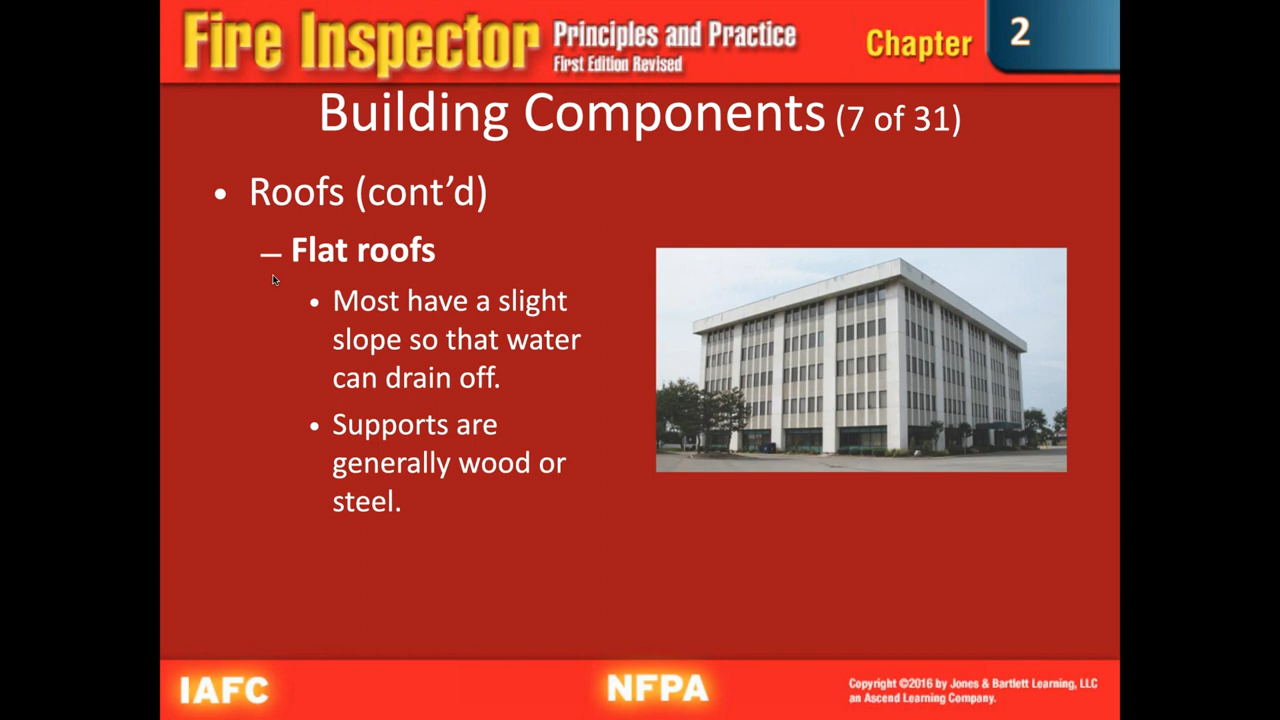 Fire Inspector Principles and Practice
First Edition Revised
Chapter 2
Building Components (7 of 31)
• Roofs (cont’d)
– Flat roofs
• Most have a slight
slope so that water
can drain off.
• Supports are
generally wood or
steel.
IAFC
NFPA
Copyright ©2016 by Jones & Bartlett Learning, LLC
an Ascend Learning Company.